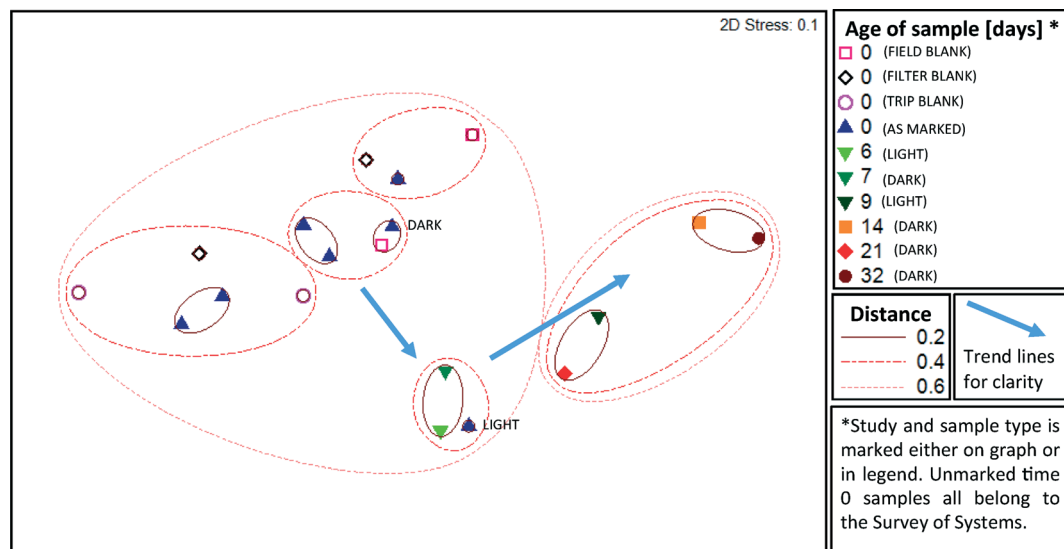 2D Stress: 0.1
DARK
LIGHT
Age of sample [days] *
0 (FIELD BLANK)
0 (FILTER BLANK)
0 (TRIP BLANK)
0 (AS MARKED)
6 (LIGHT)
7 (DARK)
9 (LIGHT)
14 (DARK)
21 (DARK)
32 (DARK)
Distance
0.2
0.4
0.6
Trend lines
for clarity
*Study and sample type is
marked either on graph or
in legend. Unmarked time
0 samples all belong to
the Survey of Systems.